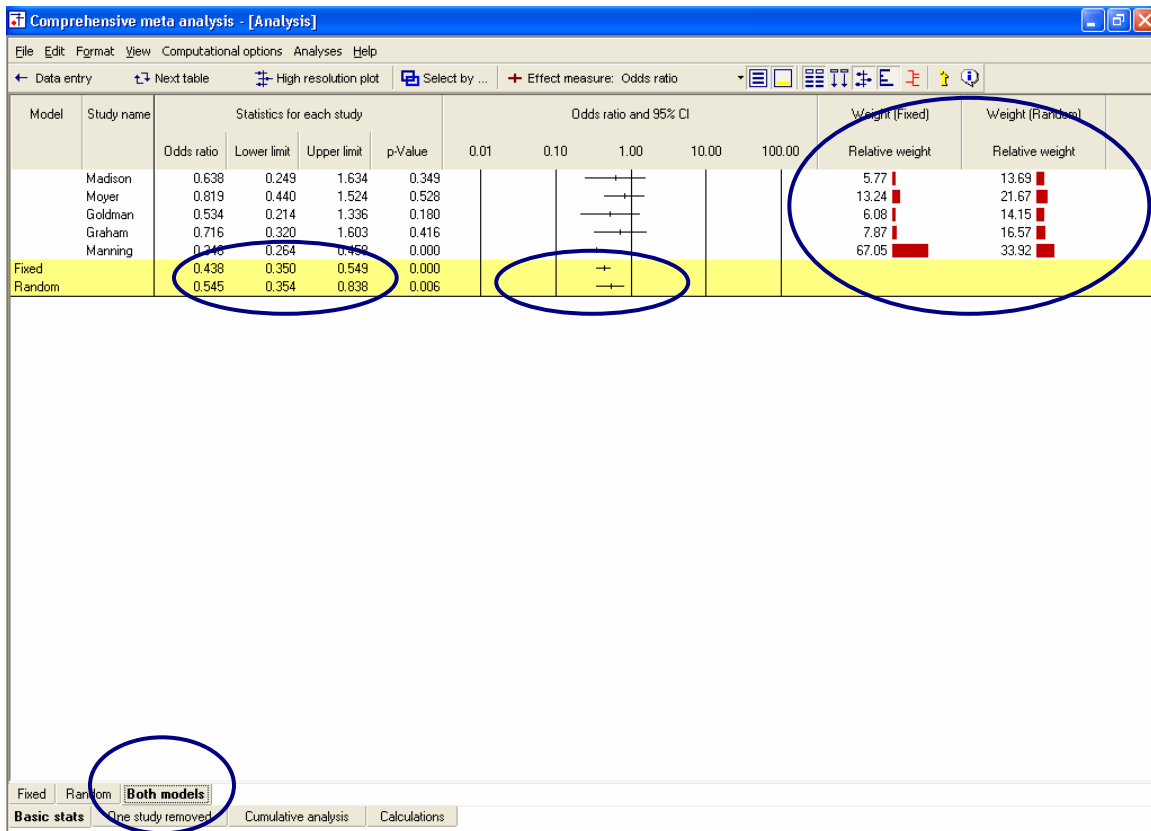 Comprehensive meta analysis - [Analysis]
File Edit Format View Computational options Analyses Help
Data entry Next table High resolution plot Select by ... Effect measure: Odds ratio
Model Study name Statistics for each study Odds ratio and 95% CI Weight (Fixed) Weight (Random)
Odds ratio Lower limit Upper limit p-Value 0.01 0.10 1.00 10.00 100.00 Relative weight Relative weight
Madison 0.638 0.249 1.634 0.349 5.77 13.69
Moyer 0.819 0.440 1.524 0.528 13.24 21.67
Goldman 0.534 0.214 1.336 0.180 6.08 14.15
Graham 0.716 0.320 1.603 0.416 7.87 16.57
Manning 0.264 0.458 0.000 67.05 33.92
Fixed 0.438 0.350 0.549 0.000
Random 0.545 0.354 0.838 0.006
Fixed Random Both models
Basic stats One study removed Cumulative analysis Calculations